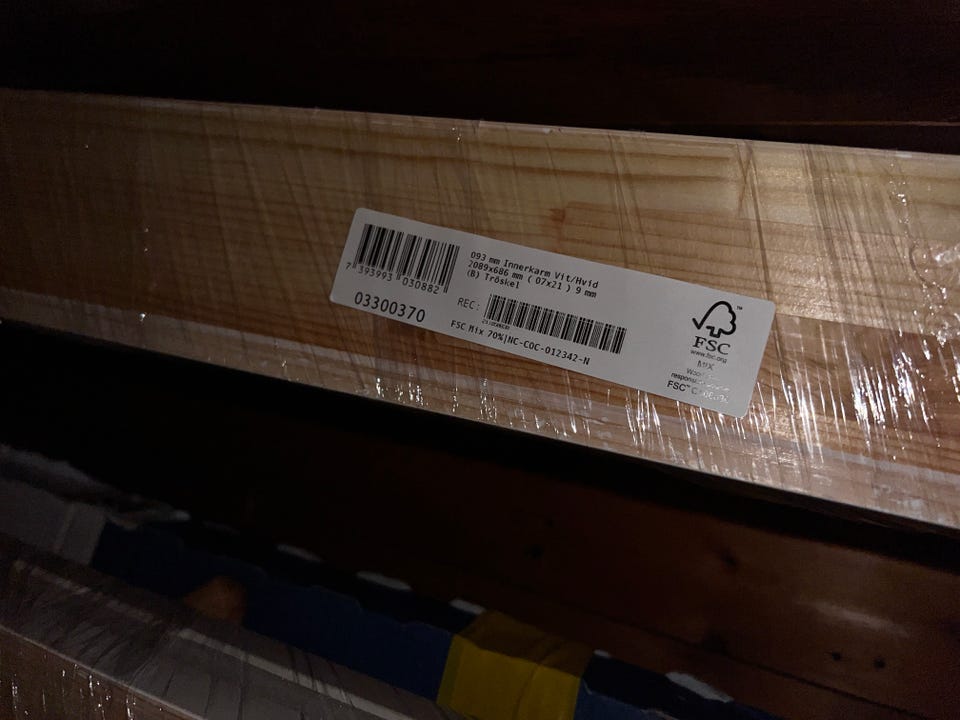 093 mm Innerkarm Vit/Hvid
2089x686 mm ( 07x21 ) 9 mm
(B) Tröskel
7 393993 030882
03300370
REC:
FSC Mix 70%|NC-COC-012342-N
FSC
www.fsc.org
MIX
FSC™